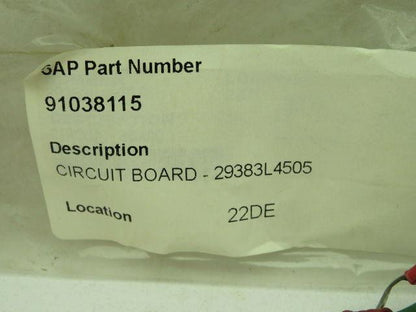 SAP Part Number
91038115
Description
CIRCUIT BOARD - 29383L4505
Location 22DE